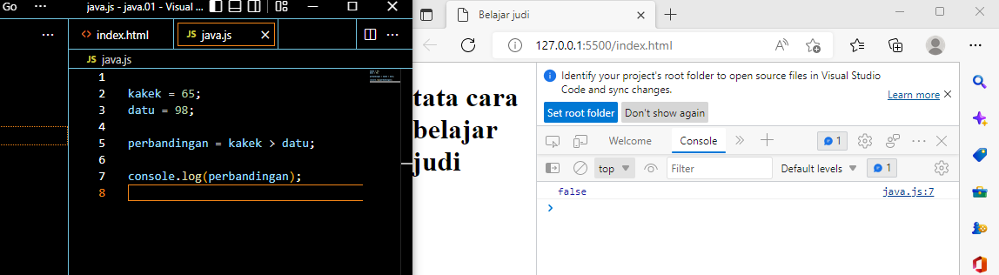 Go ··· java.js - java.01 - Visual ...
··· <> index.html JS java.js × ···
JS java.js
1
2 kakek = 65;
3 datu = 98;
4
5 perbandingan = kakek > datu;
6
7 console.log(perbandingan);
8
Belajar judi
127.0.0.1:5500/index.html
tata cara
belajar
judi
Identify your project's root folder to open source files in Visual Studio
Code and sync changes.
Learn more
Set root folder Don't show again
Welcome Console 1
top Filter Default levels 1
false java.js:7